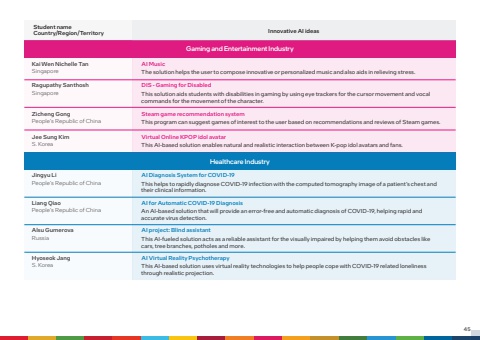 Student name
Country/Region/Territory
Innovative AI ideas
Gaming and Entertainment Industry
Kai Wen Nichelle Tan
Singapore
AI Music
The solution helps the user to compose innovative or personalized music and also aids in relieving stress.
Ragupathy Santhosh
Singapore
DIS - Gaming for Disabled
This solution aids students with disabilities in gaming by using eye trackers for the cursor movement and vocal
commands for the movement of the character.
Zicheng Gong
People's Republic of China
Steam game recommendation system
This program can suggest games of interest to the user based on recommendations and reviews of Steam games.
Jee Sung Kim
S. Korea
Virtual Online KPOP idol avatar
This AI-based solution enables natural and realistic interaction between K-pop idol avatars and fans.
Healthcare Industry
Jingyu Li
People's Republic of China
AI Diagnosis System for COVID-19
This helps to rapidly diagnose COVID-19 infection with the computed tomography image of a patient's chest and
their clinical information.
Liang Qiao
People's Republic of China
AI for Automatic COVID-19 Diagnosis
An AI-based solution that will provide an error-free and automatic diagnosis of COVID-19, helping rapid and
accurate virus detection.
Alsu Gumerova
Russia
AI project: Blind assistant
This AI-fueled solution acts as a reliable assistant for the visually impaired by helping them avoid obstacles like
cars, tree branches, potholes and more.
Hyoseok Jang
S. Korea
AI Virtual Reality Psychotherapy
This AI-based solution uses virtual reality technologies to help people cope with COVID-19 related loneliness
through realistic projection.
45